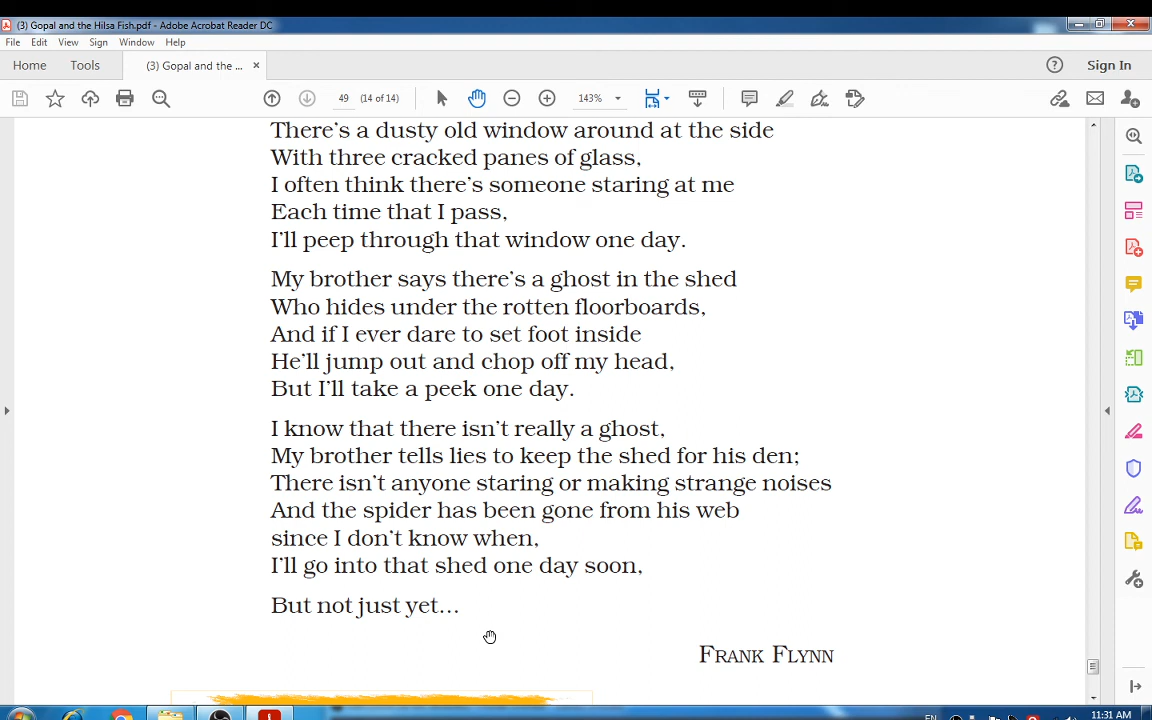 (3) Gopal and the Hilsa Fish.pdf - Adobe Acrobat Reader DC
File Edit View Sign Window Help
Home Tools (3) Gopal and the ... × Sign In
49 (14 of 14) 143%
There's a dusty old window around at the side
With three cracked panes of glass,
I often think there's someone staring at me
Each time that I pass,
I'll peep through that window one day.
My brother says there's a ghost in the shed
Who hides under the rotten floorboards,
And if I ever dare to set foot inside
He'll jump out and chop off my head,
But I'll take a peek one day.
I know that there isn't really a ghost,
My brother tells lies to keep the shed for his den;
There isn't anyone staring or making strange noises
And the spider has been gone from his web
since I don't know when,
I'll go into that shed one day soon,
But not just yet...
FRANK FLYNN
EN 11:31 AM